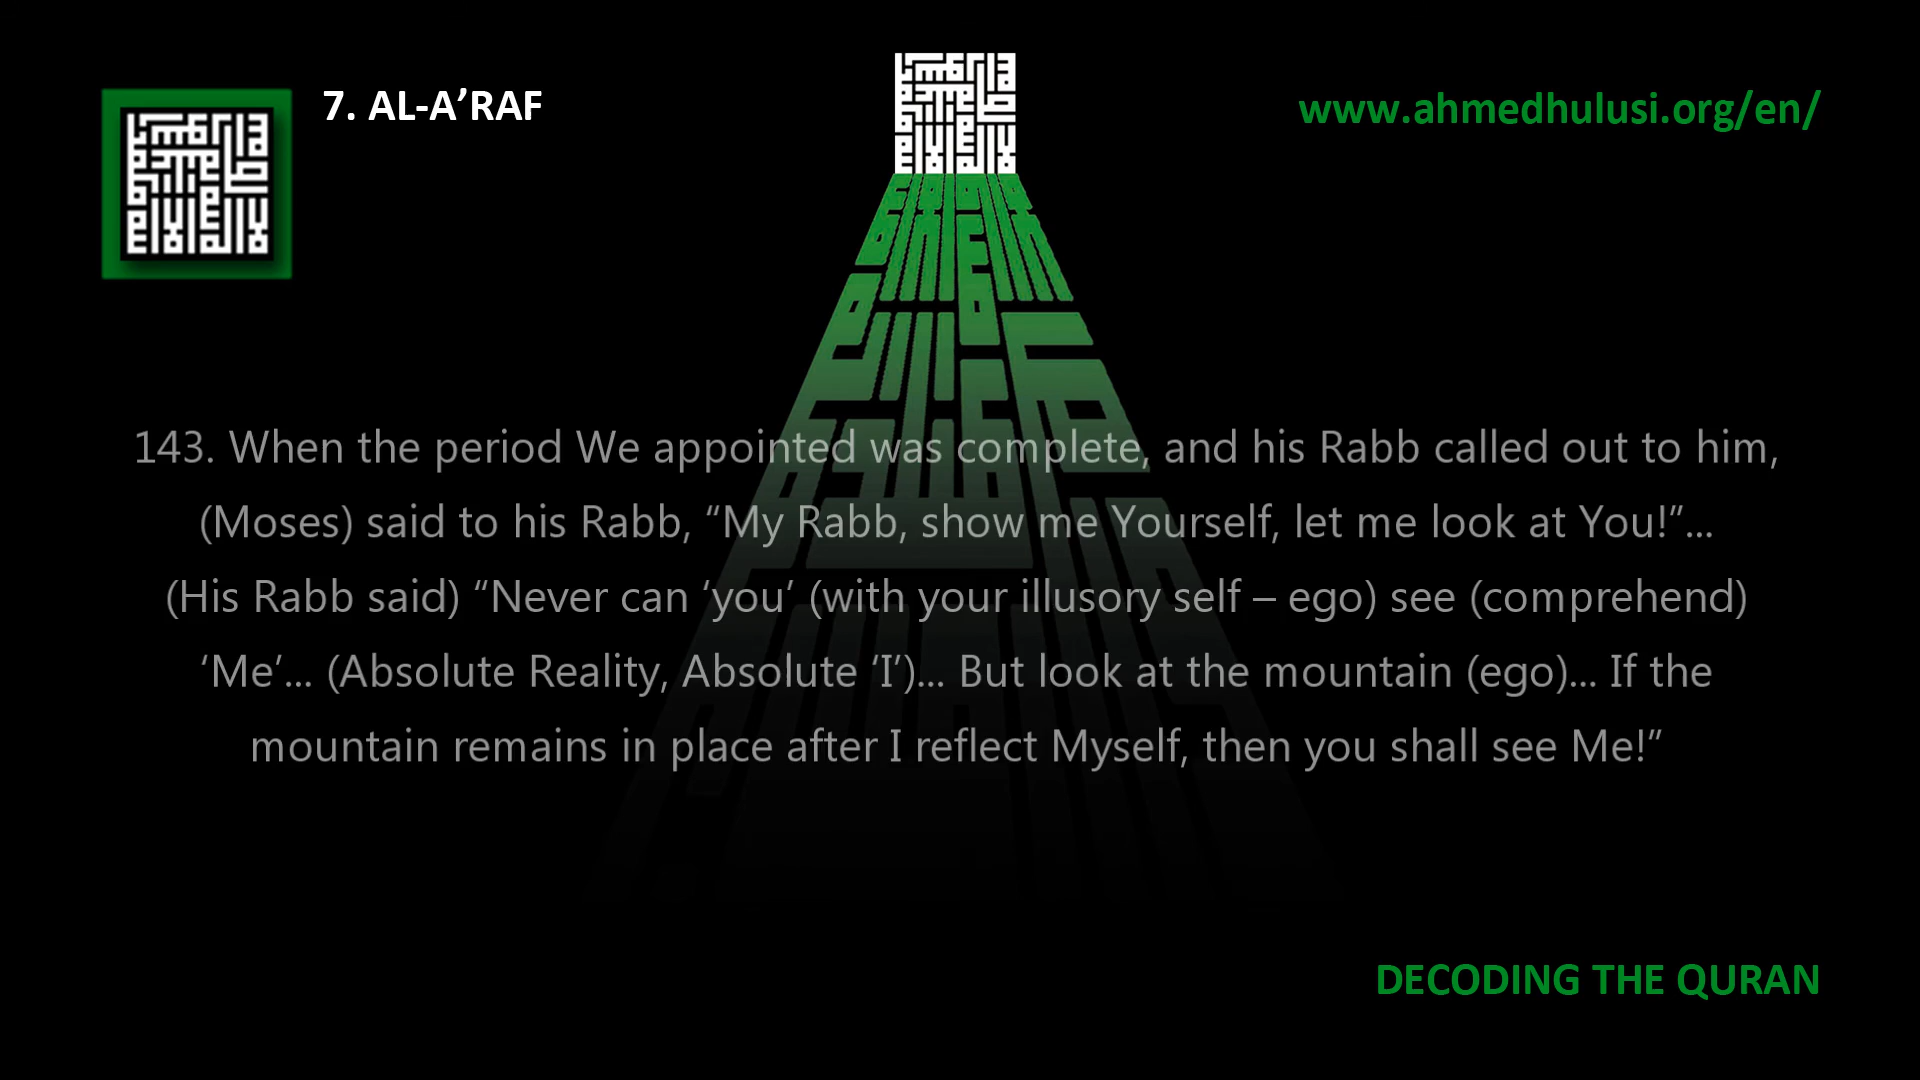 7. AL-A’RAF
www.ahmedhulusi.org/en/
143. When the period We appointed was complete, and his Rabb called out to him,
(Moses) said to his Rabb, “My Rabb, show me Yourself, let me look at You!”...
(His Rabb said) “Never can ‘you’ (with your illusory self – ego) see (comprehend)
‘Me’... (Absolute Reality, Absolute ‘I’)... But look at the mountain (ego)... If the
mountain remains in place after I reflect Myself, then you shall see Me!”
DECODING THE QURAN